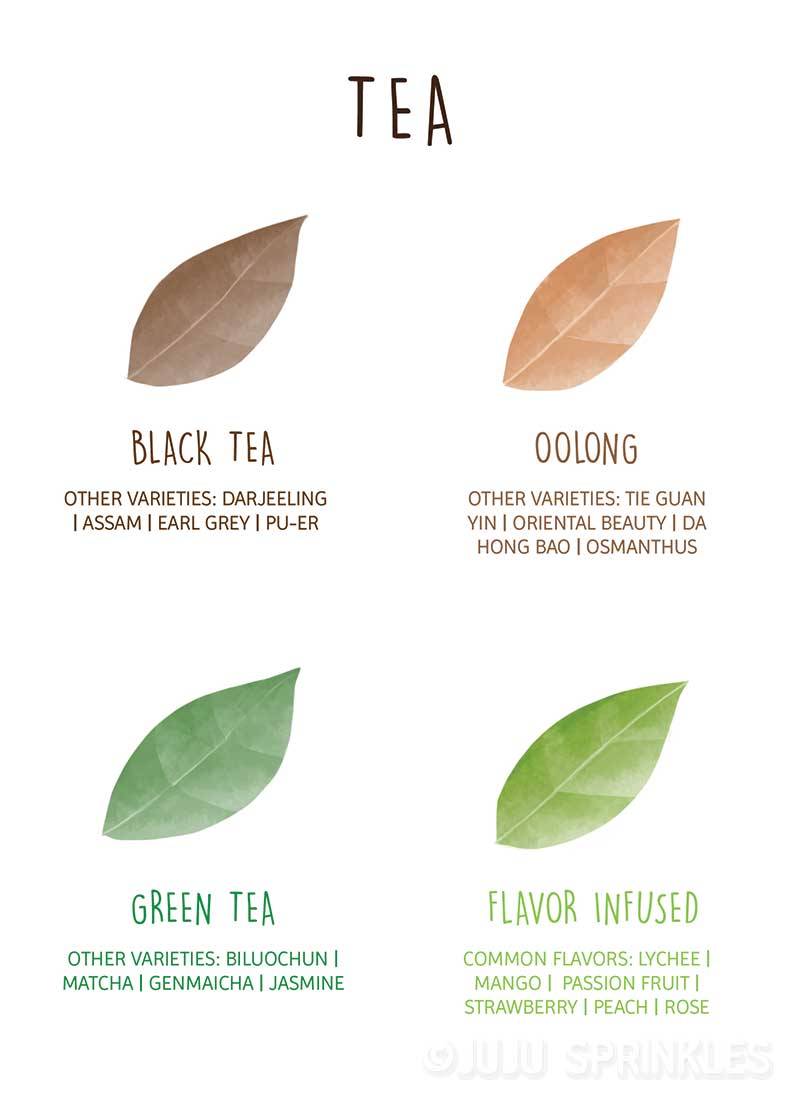 TEA
BLACK TEA
OTHER VARIETIES: DARJEELING
| ASSAM | EARL GREY | PU-ER
OOLONG
OTHER VARIETIES: TIE GUAN
YIN | ORIENTAL BEAUTY | DA
HONG BAO | OSMANTHUS
GREEN TEA
OTHER VARIETIES: BILUOCHUN |
MATCHA | GENMAICHA | JASMINE
FLAVOR INFUSED
COMMON FLAVORS: LYCHEE |
MANGO |  PASSION FRUIT |
STRAWBERRY | PEACH | ROSE
©JUJU SPRINKLES